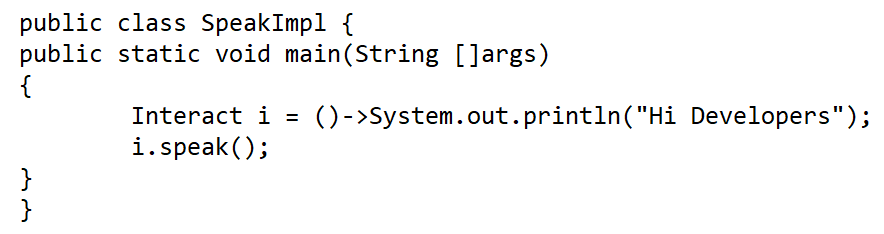 public class SpeakImpl {
public static void main(String []args)
{
Interact i = ()->System.out.println("Hi Developers");
i.speak();
}
}